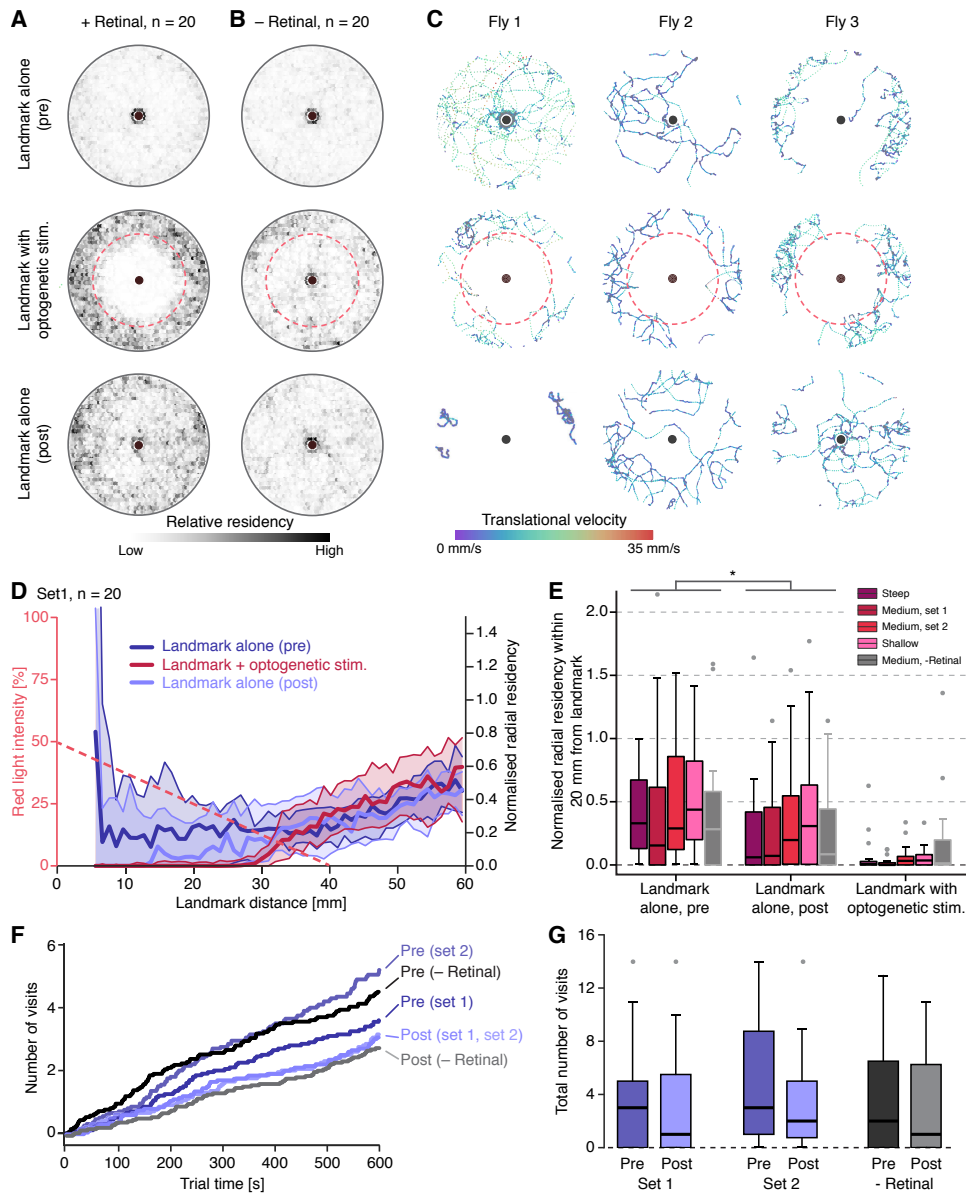 A
+ Retinal, n = 20
B
– Retinal, n = 20
C
Fly 1
Fly 2
Fly 3
Landmark alone
(pre)
Landmark with
optogenetic stim.
Landmark alone
(post)
Relative residency
Low
High
Translational velocity
0 mm/s
35 mm/s
D
Set1, n = 20
Red light intensity [%]
100
75
50
25
0
Landmark alone (pre)
Landmark + optogenetic stim.
Landmark alone (post)
Normalised radial residency
1.4
1.2
1.0
0.8
0.6
0.4
0.2
0.0
0
10
20
30
40
50
60
Landmark distance [mm]
E
Normalised radial residency within
20 mm from landmark
2.0
1.5
1.0
0.5
0.0
*
Steep
Medium, set 1
Medium, set 2
Shallow
Medium, -Retinal
Landmark
alone, pre
Landmark
alone, post
Landmark with
optogenetic stim.
F
Number of visits
6
4
2
0
Pre (set 2)
Pre (– Retinal)
Pre (set 1)
Post (set 1, set 2)
Post (– Retinal)
0
100
200
300
400
500
600
Trial time [s]
G
Total number of visits
16
12
8
4
0
Pre
Post
Pre
Post
Pre
Post
Set 1
Set 2
- Retinal